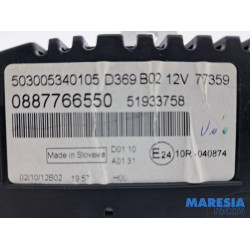 503005340105 D369 B02 12V 77359
0887766550 51933758
Made in Slovakia D01.10 E24 10R-040874
A01.31
02/10/12B02 19.57 HOL
MARESIA